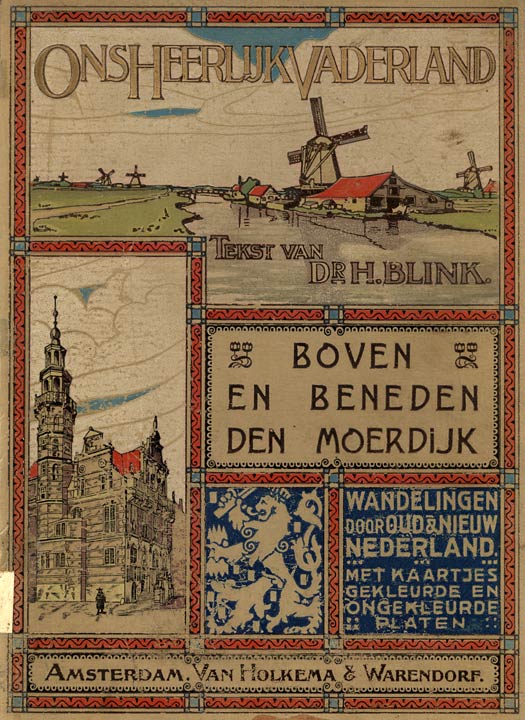 ONS HEERLIJK VADERLAND
TEKST VAN
DR H. BLINK.
BOVEN
EN BENEDEN
DEN MOERDIJK
WANDELINGEN
DOOR OUD & NIEUW
NEDERLAND.
MET KAARTJES
GEKLEURDE EN
ONGEKLEURDE
PLATEN
AMSTERDAM. VAN HOLKEMA & WARENDORF.